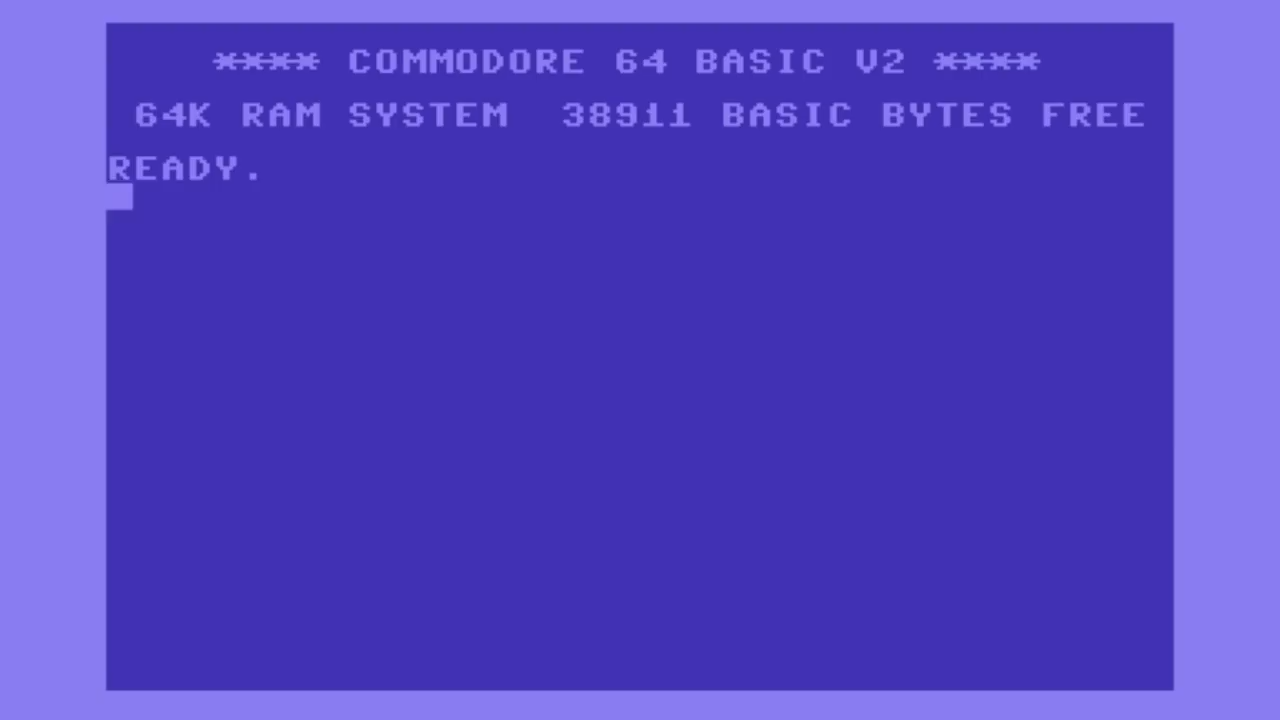 **** COMMODORE 64 BASIC V2 ****
64K RAM SYSTEM  38911 BASIC BYTES FREE
READY.